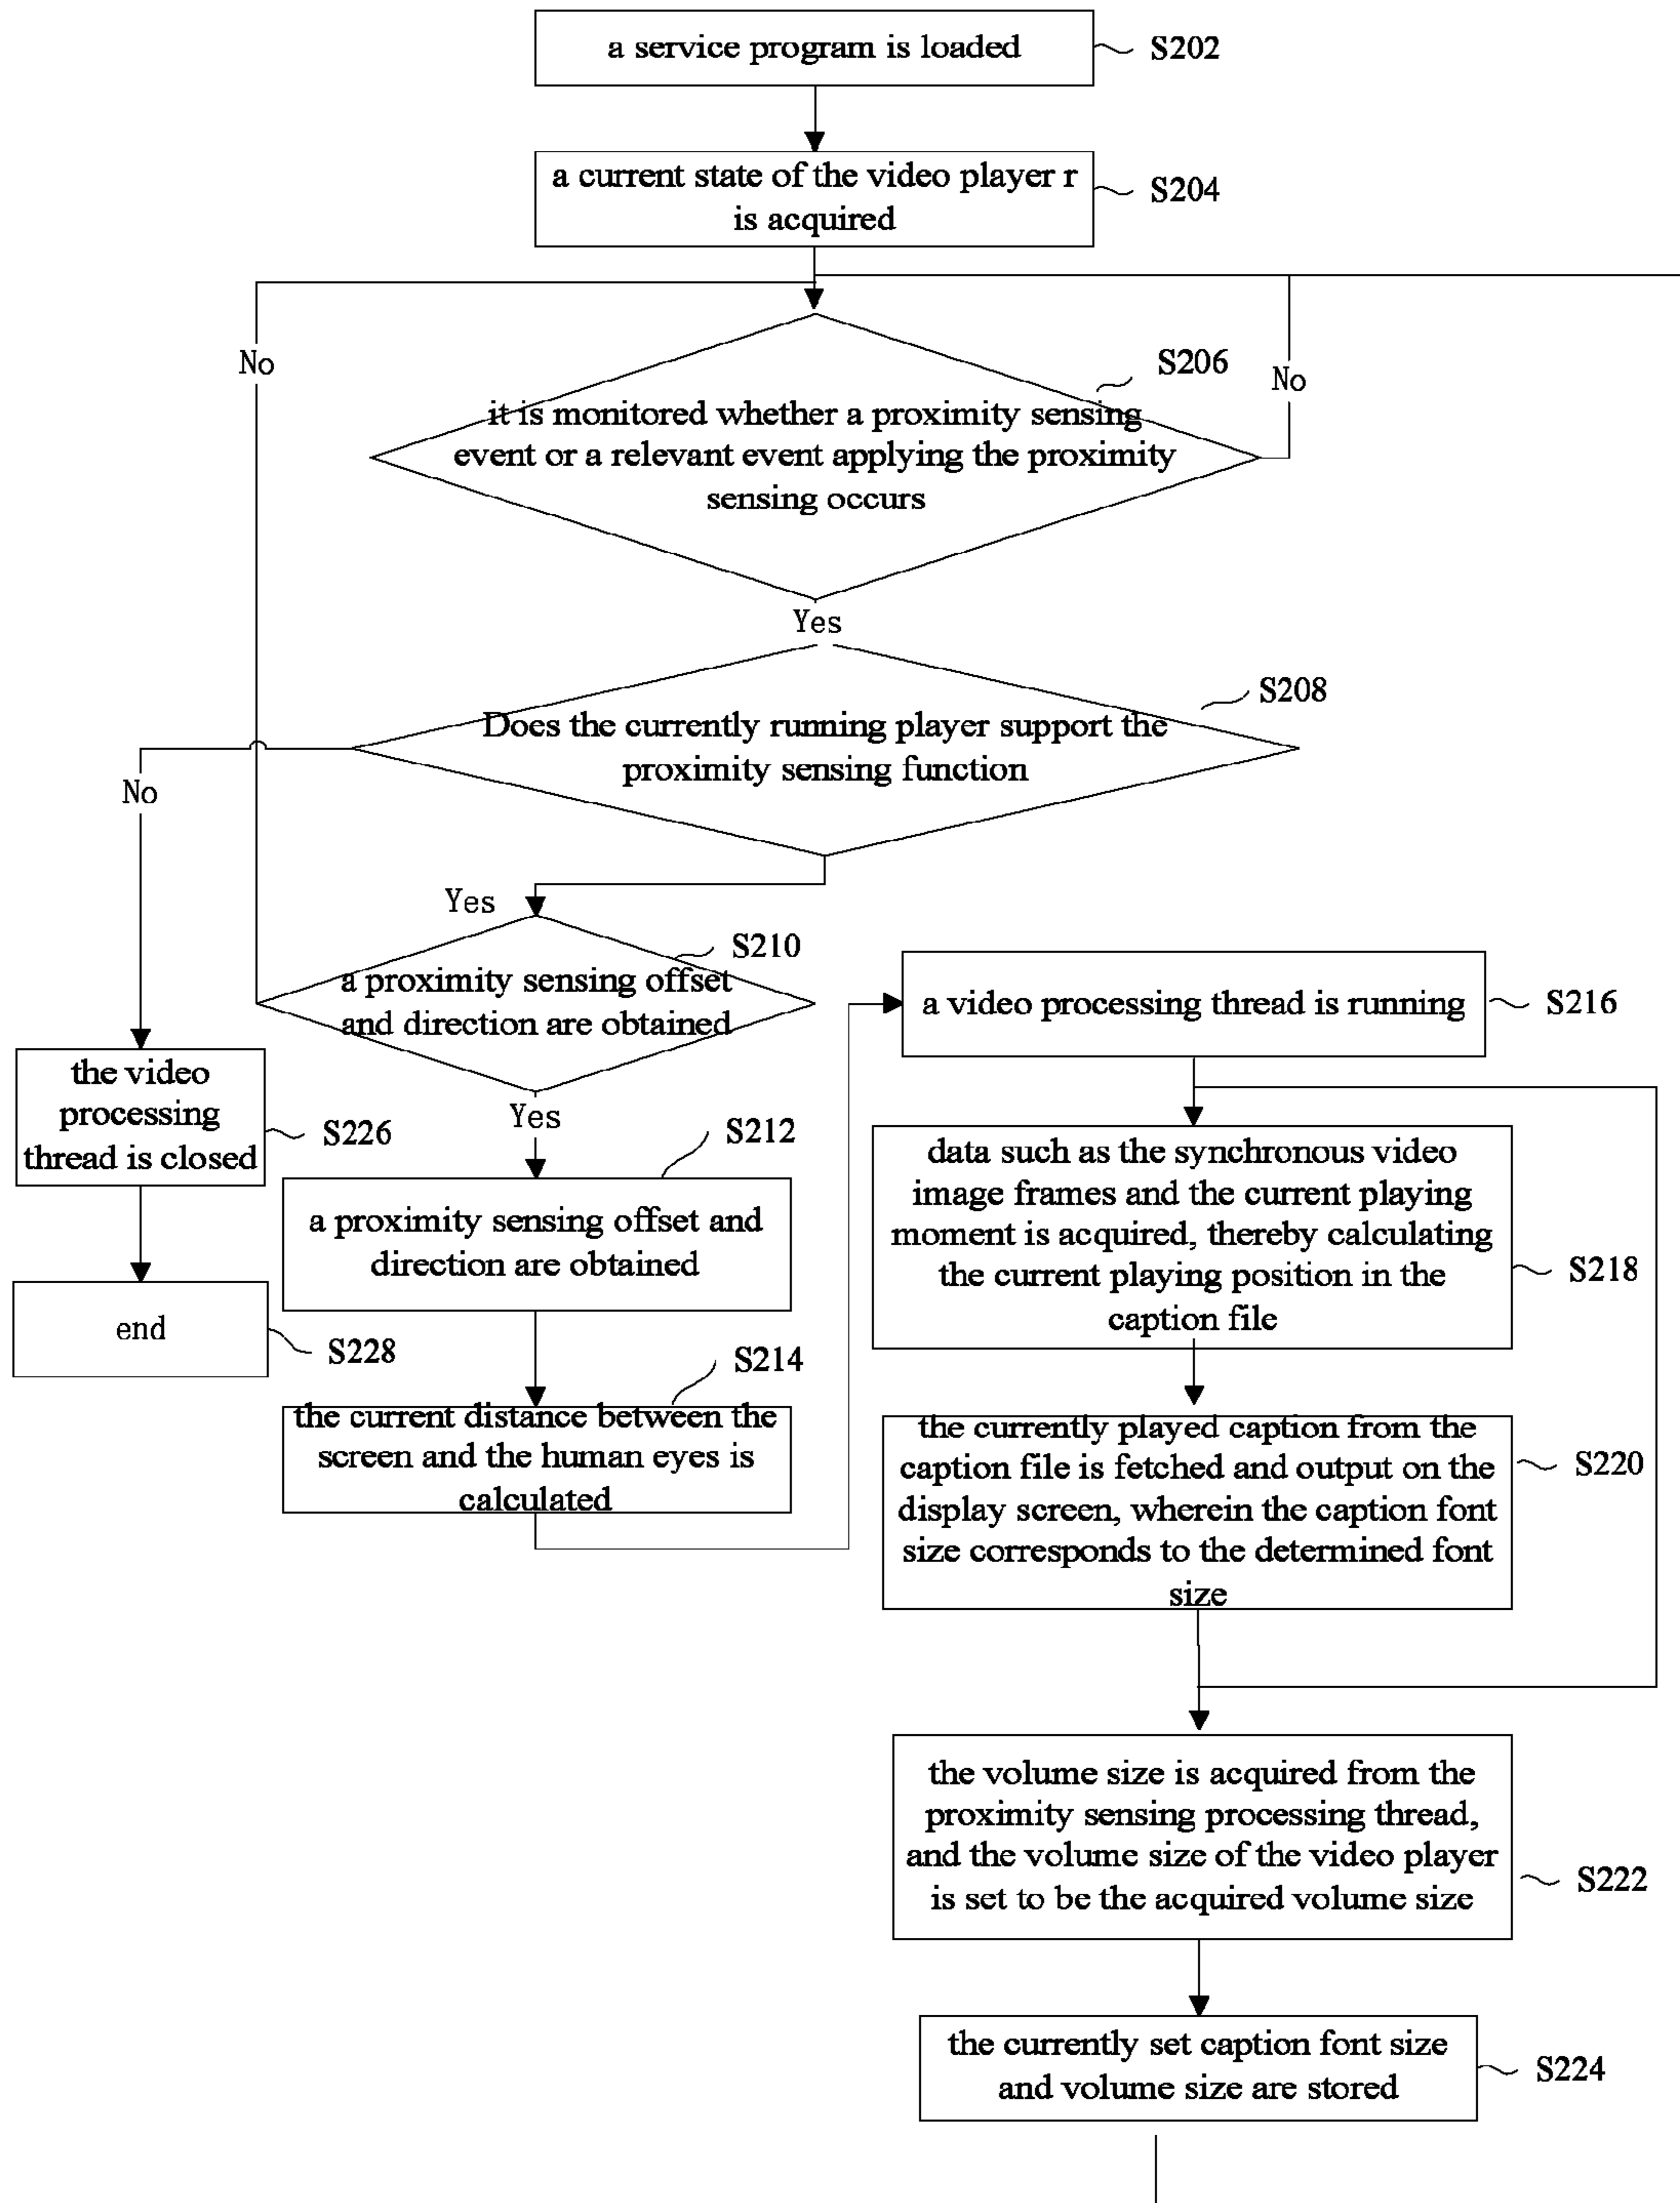 a service program is loaded
S202
a current state of the video player r
is acquired
S204
No
S206
No
it is monitored whether a proximity sensing
event or a relevant event applying the proximity
sensing occurs
Yes
S208
Does the currently running player support the
proximity sensing function
No
Yes
S210
a proximity sensing offset
and direction are obtained
Yes
the video
processing
thread is closed
S226
end
S228
S212
a proximity sensing offset and
direction are obtained
S214
the current distance between the
screen and the human eyes is
calculated
a video processing thread is running
S216
data such as the synchronous video
image frames and the current playing
moment is acquired, thereby calculating
the current playing position in the
caption file
S218
the currently played caption from the
caption file is fetched and output on the
display screen, wherein the caption font
size corresponds to the determined font
size
S220
the volume size is acquired from the
proximity sensing processing thread,
and the volume size of the video player
is set to be the acquired volume size
S222
the currently set caption font size
and volume size are stored
S224